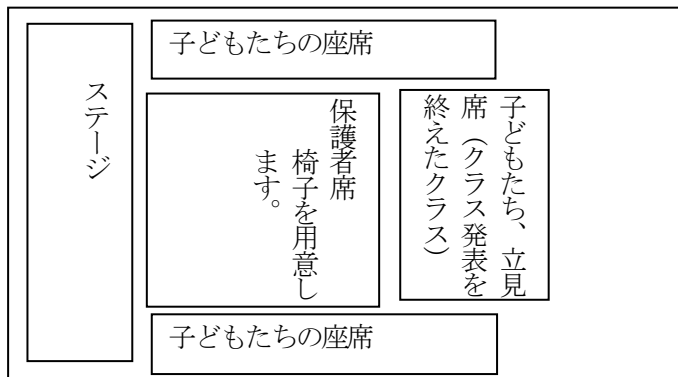 子どもたちの座席
ステージ
保護者席
椅子を用意し
ます。
子どもたち、立見
席（クラス発表を
終えたクラス）
子どもたちの座席